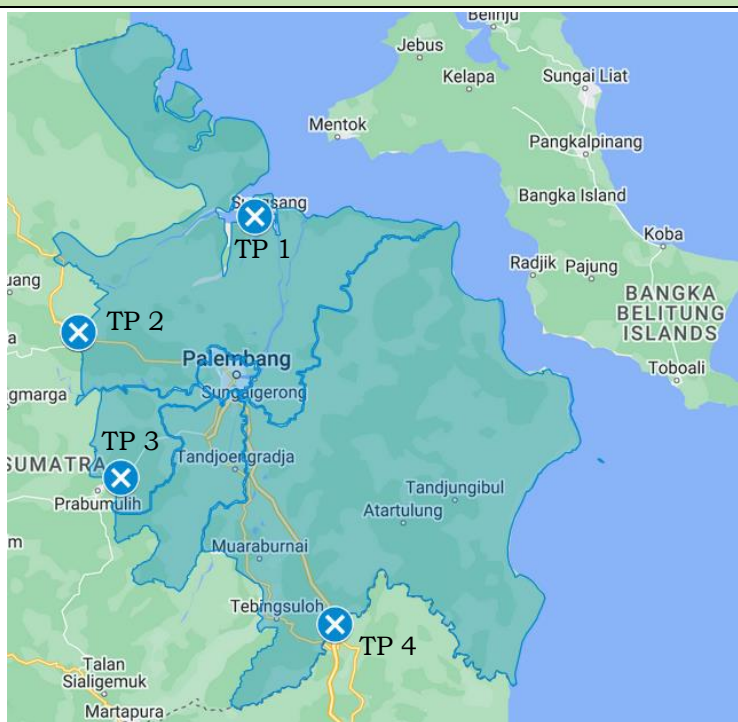 Belinju
Jebus
Kelapa
Sungai Liat
Mentok
Pangkalpinang
Sungsang
Bangka Island
TP 1
Koba
Radjik
Pajung
uang
BANGKA
BELITUNG
ISLANDS
TP 2
a
Palembang
Toboali
Sungaigerong
gmarga
TP 3
SUMATRA
Tandjoengradja
Prabumulih
Tandjungibul
Atartulung
m
Muaraburnai
Tebingsuloh
TP 4
Talan
Sialigemuk
Martapura